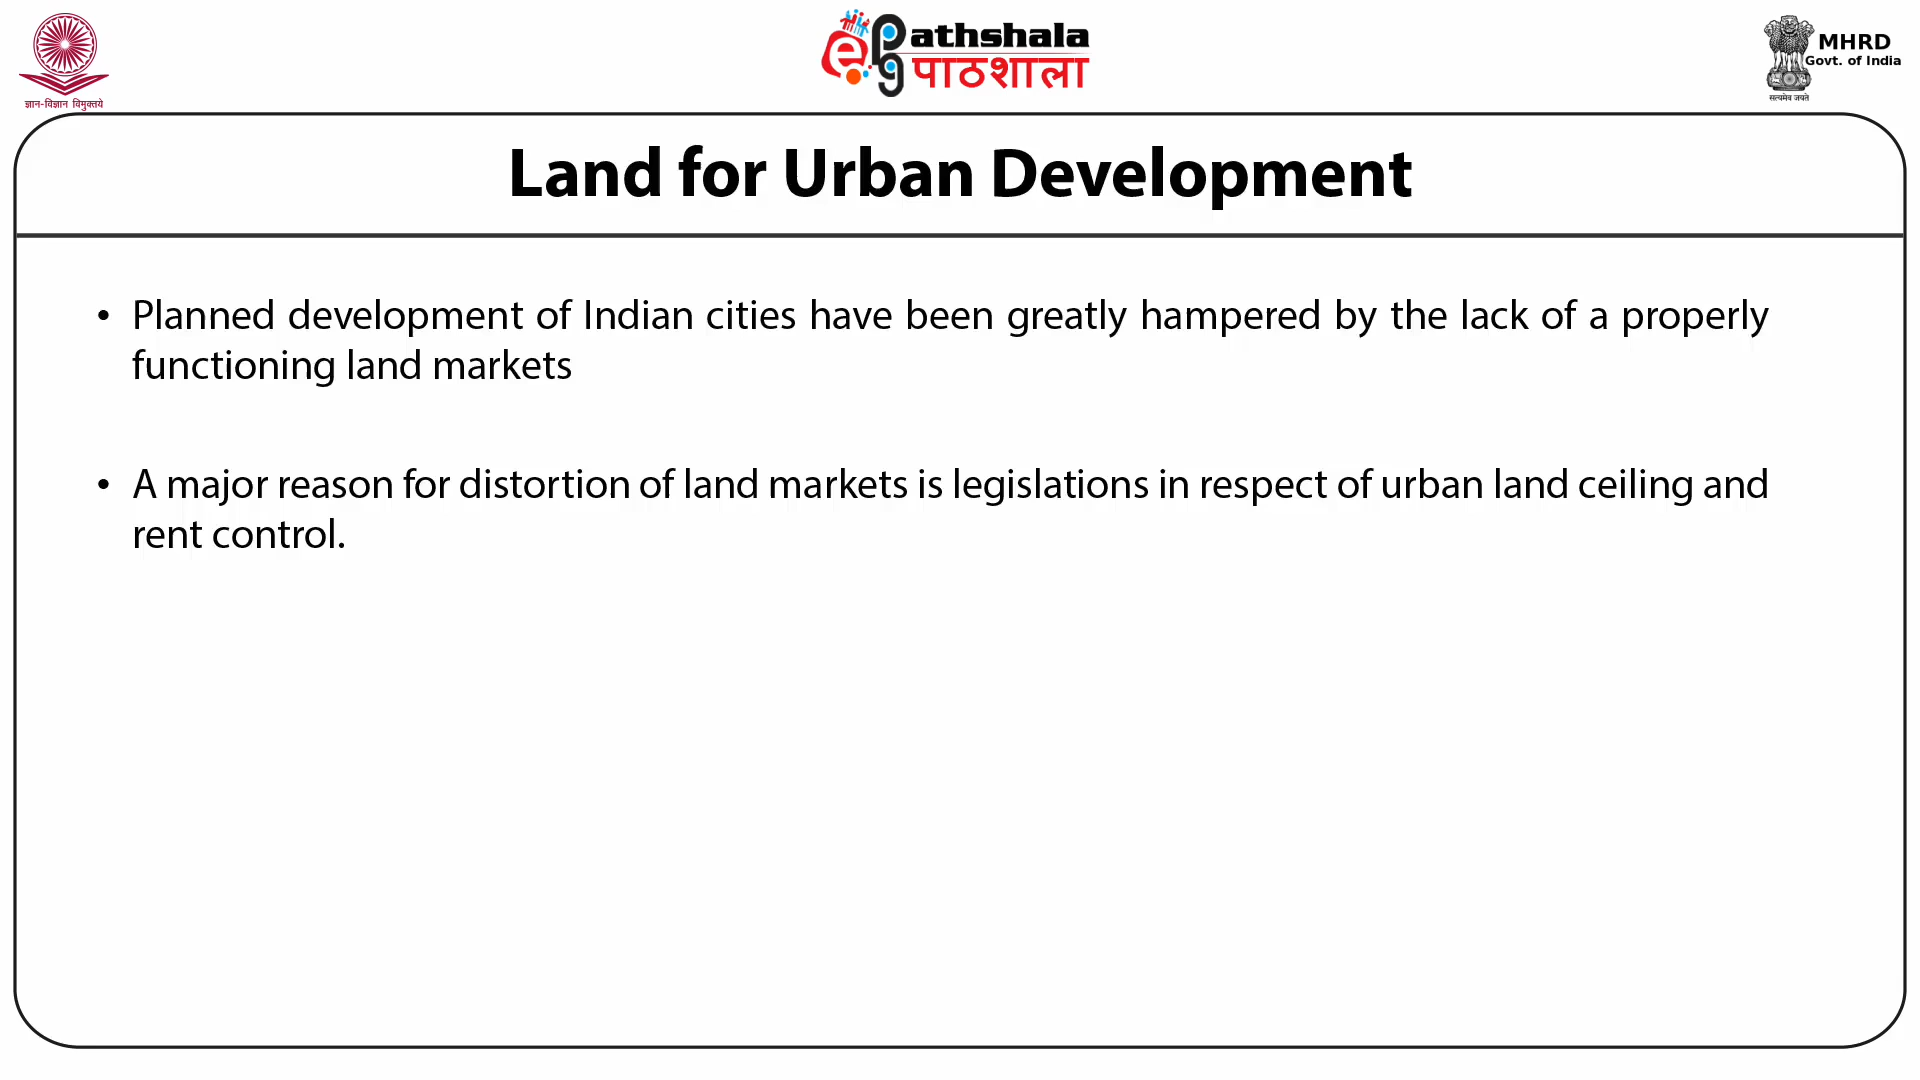 ज्ञान-विज्ञान विमुक्तये
e pg athshala
पाठशाला
MHRD
Govt. of India
सत्यमेव जयते
Land for Urban Development
• Planned development of Indian cities have been greatly hampered by the lack of a properly
functioning land markets
• A major reason for distortion of land markets is legislations in respect of urban land ceiling and
rent control.